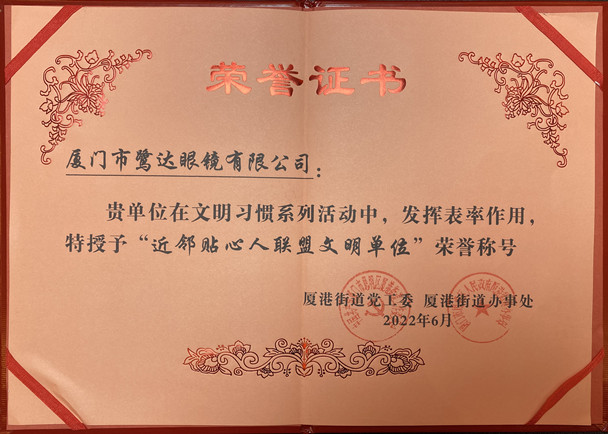 荣誉证书
厦门市鹭达眼镜有限公司：
贵单位在文明习惯系列活动中，发挥表率作用，
特授予“近邻贴心人联盟文明单位”荣誉称号
厦港街道党工委 厦港街道办事处
2022年6月